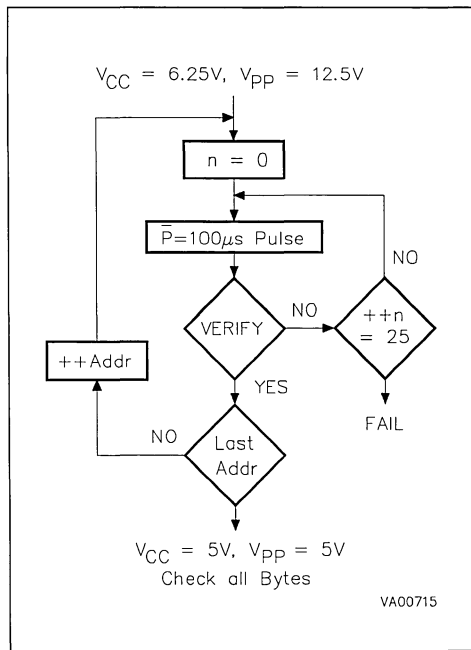 VCC = 6.25V, VPP = 12.5V
n = 0
P̅=100μs Pulse
NO
VERIFY
NO
++n
= 25
++Addr
YES
FAIL
NO
Last
Addr
VCC = 5V, VPP = 5V
Check all Bytes
VA00715